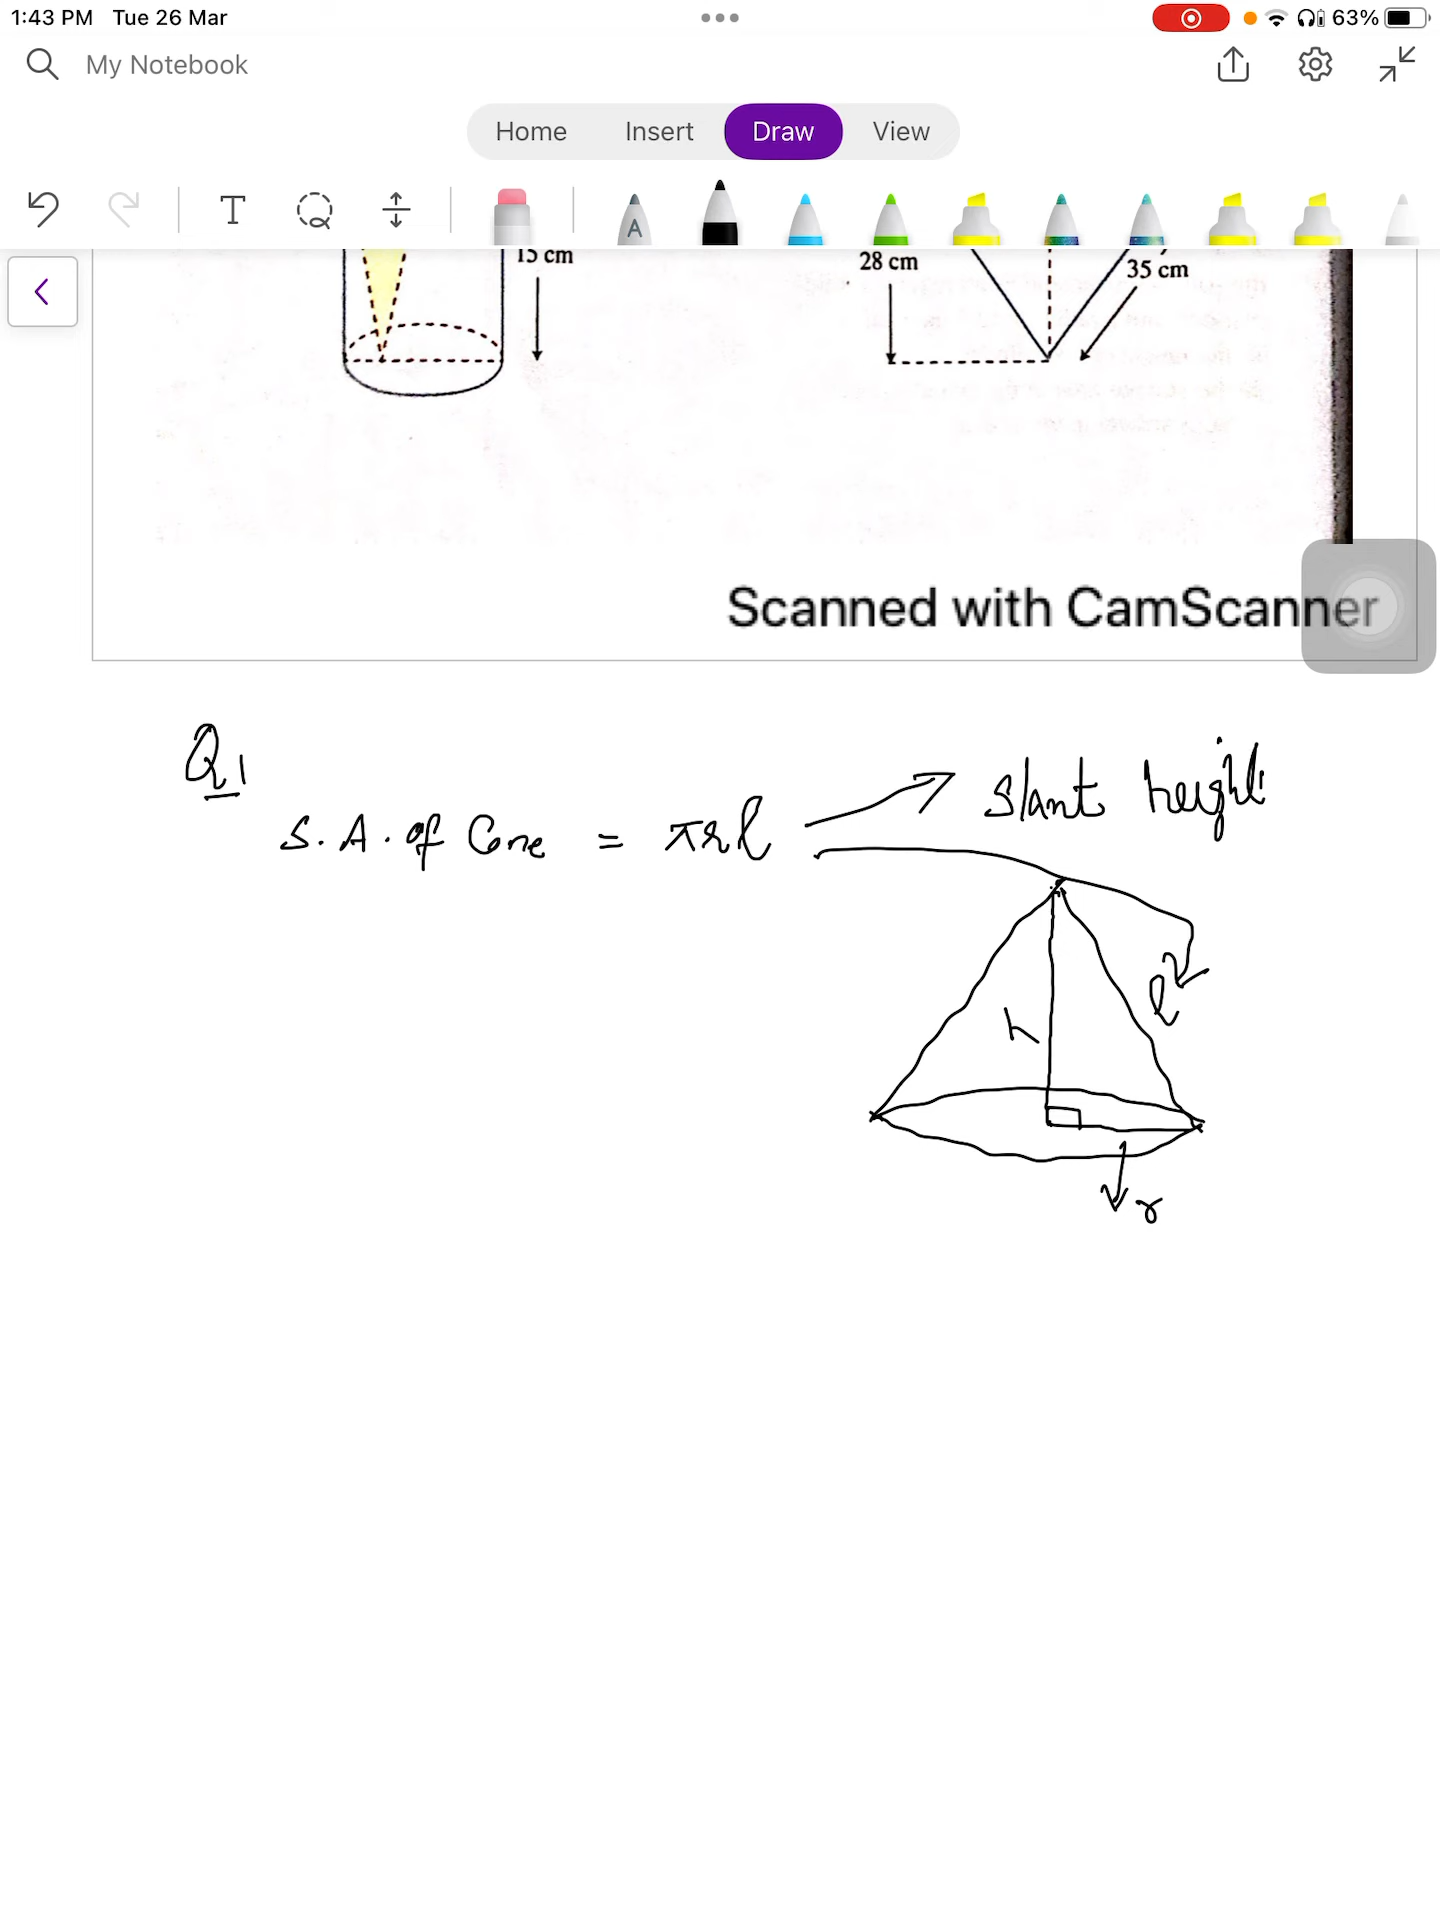 1:43 PM Tue 26 Mar
63%
My Notebook
Home Insert Draw View
T
A
15 cm
28 cm
35 cm
Scanned with CamScanner
Q1
S.A. of Cone = πrl
slant height
h
l
r